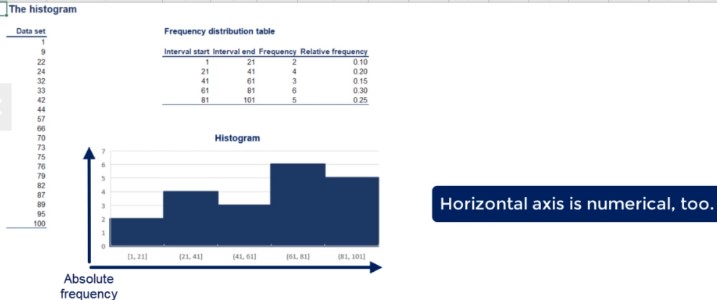 The histogram
Data set
1
9
22
24
32
33
42
44
57
66
70
73
75
76
79
82
87
89
95
100
Frequency distribution table
Interval start Interval end Frequency Relative frequency
1 21 2 0.10
21 41 4 0.20
41 61 3 0.15
61 81 6 0.30
81 101 5 0.25
Histogram
7
6
5
4
3
2
1
0
[1, 21] (21, 41] (41, 61] (61, 81] (81, 101]
Absolute
frequency
Horizontal axis is numerical, too.